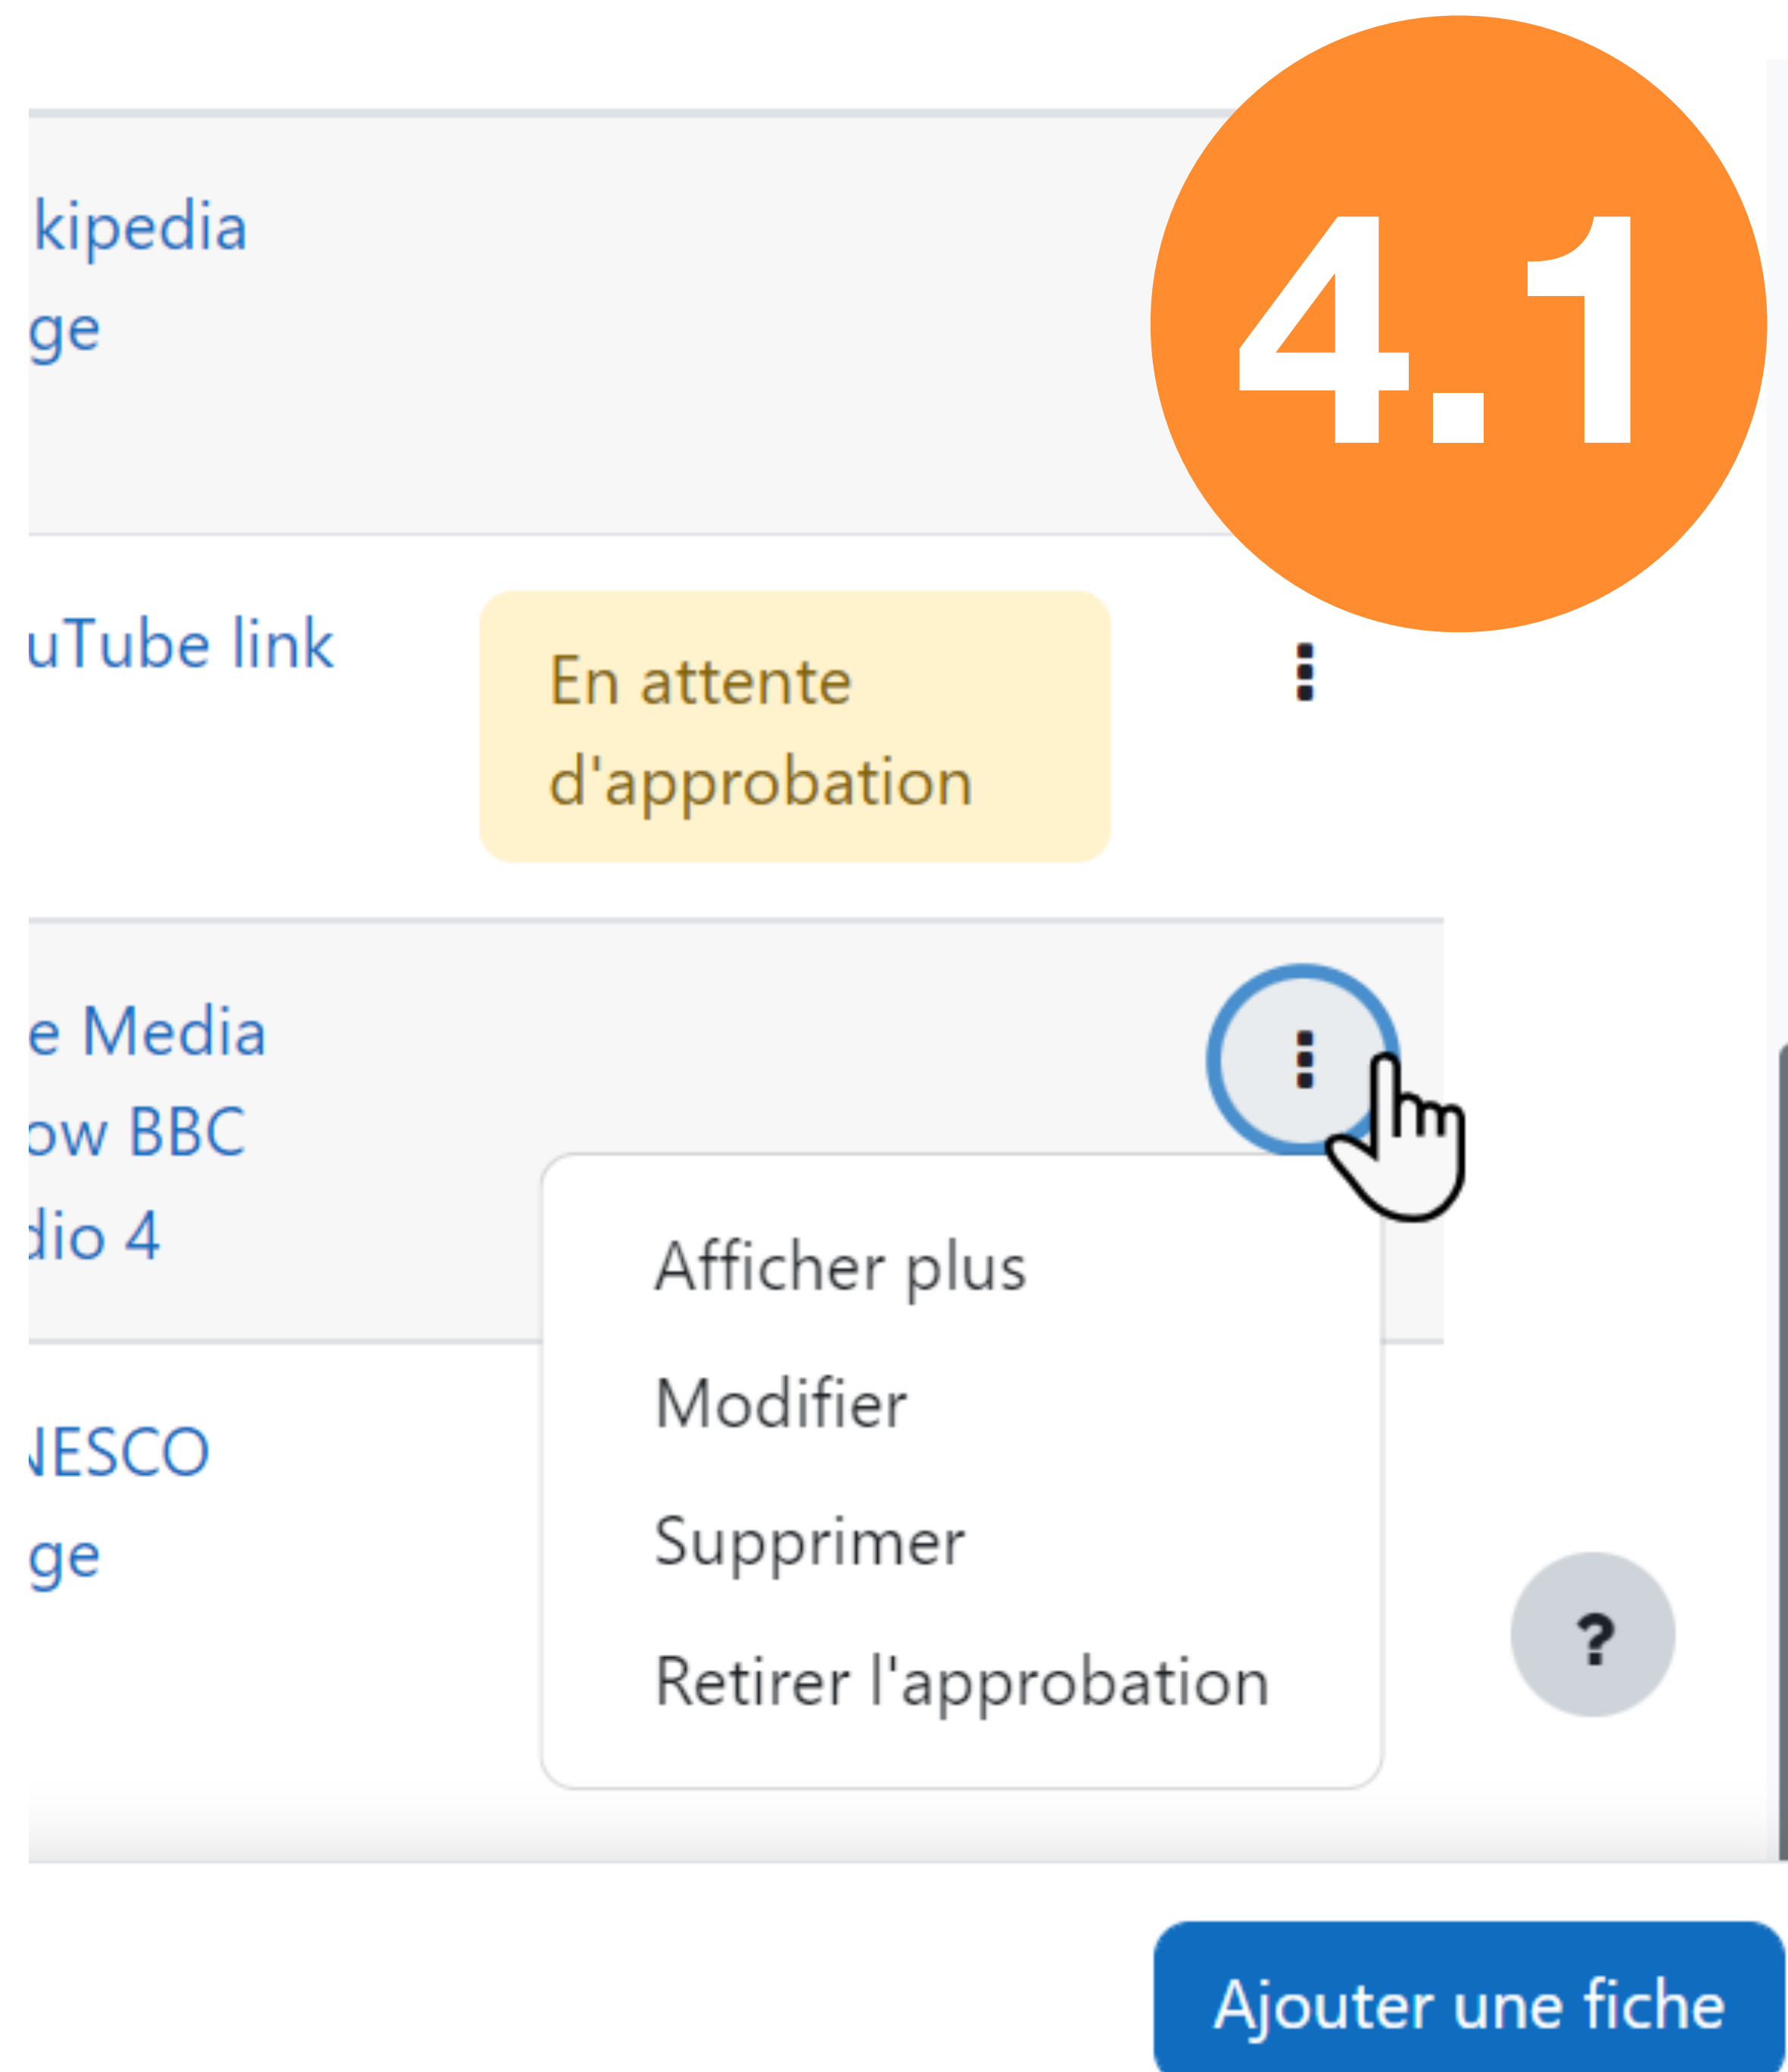 4.1
kipedia
ge
uTube link
En attente
d'approbation
e Media
ow BBC
dio 4
Afficher plus
Modifier
Supprimer
Retirer l'approbation
NESCO
ge
?
Ajouter une fiche